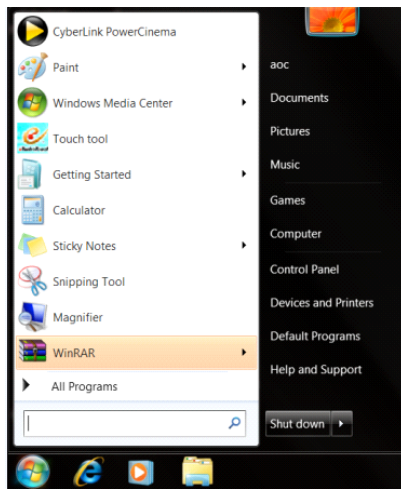 CyberLink PowerCinema
Paint
Windows Media Center
Touch tool
Getting Started
Calculator
Sticky Notes
Snipping Tool
Magnifier
WinRAR
All Programs
aoc
Documents
Pictures
Music
Games
Computer
Control Panel
Devices and Printers
Default Programs
Help and Support
Shut down